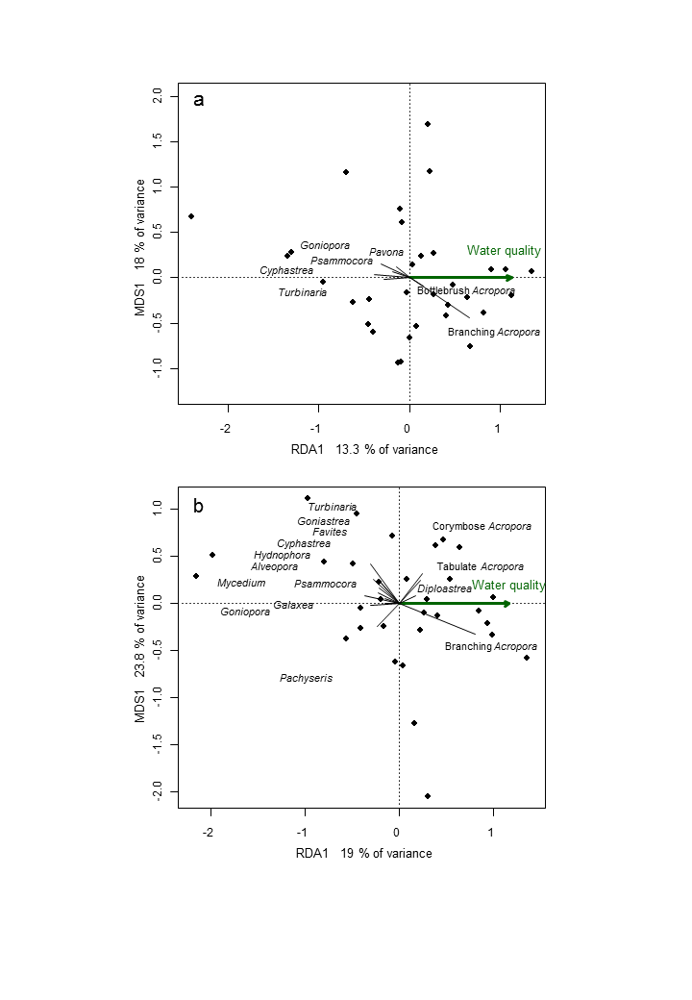 a
2.0
1.5
1.0
0.5
0.0
-0.5
-1.0
MDS1 18 % of variance
Goniopora
Pavona
Psammocora
Cyphastrea
Turbinaria
Water quality
Bottlebrush Acropora
Branching Acropora
-2 -1 0 1
RDA1 13.3 % of variance
b
1.0
0.5
0.0
-0.5
-1.0
-1.5
-2.0
MDS1 23.8 % of variance
Turbinaria
Goniastrea
Favites
Cyphastrea
Hydnophora
Alveopora
Mycedium
Psammocora
Galaxea
Goniopora
Pachyseris
Corymbose Acropora
Tabulate Acropora
Diploastrea
Water quality
Branching Acropora
-2 -1 0 1
RDA1 19 % of variance